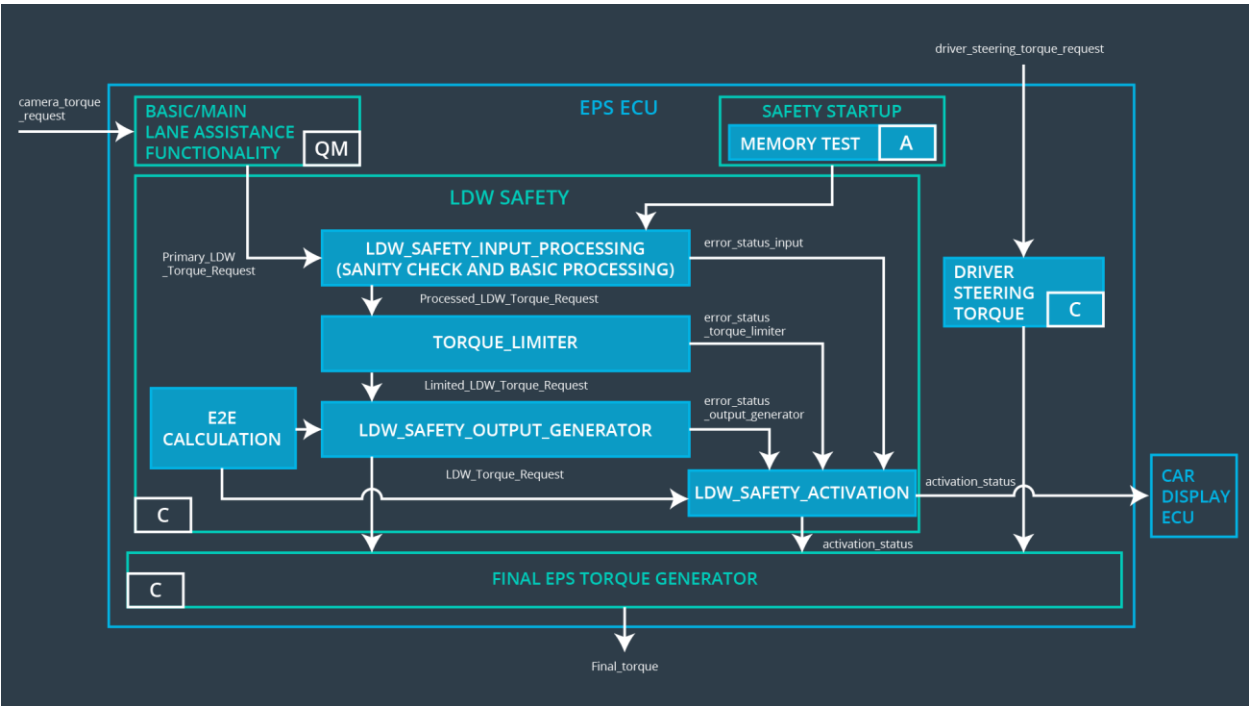 driver_steering_torque_request
camera_torque
_request
EPS ECU
BASIC/MAIN
LANE ASSISTANCE
FUNCTIONALITY
QM
SAFETY STARTUP
MEMORY TEST
A
LDW SAFETY
Primary_LDW
_Torque_Request
LDW_SAFETY_INPUT_PROCESSING
(SANITY CHECK AND BASIC PROCESSING)
error_status_input
DRIVER
STEERING
TORQUE
C
Processed_LDW_Torque_Request
TORQUE_LIMITER
error_status
_torque_limiter
Limited_LDW_Torque_Request
E2E
CALCULATION
LDW_SAFETY_OUTPUT_GENERATOR
error_status
_output_generator
LDW_Torque_Request
LDW_SAFETY_ACTIVATION
activation_status
CAR
DISPLAY
ECU
C
activation_status
FINAL EPS TORQUE GENERATOR
C
Final_torque